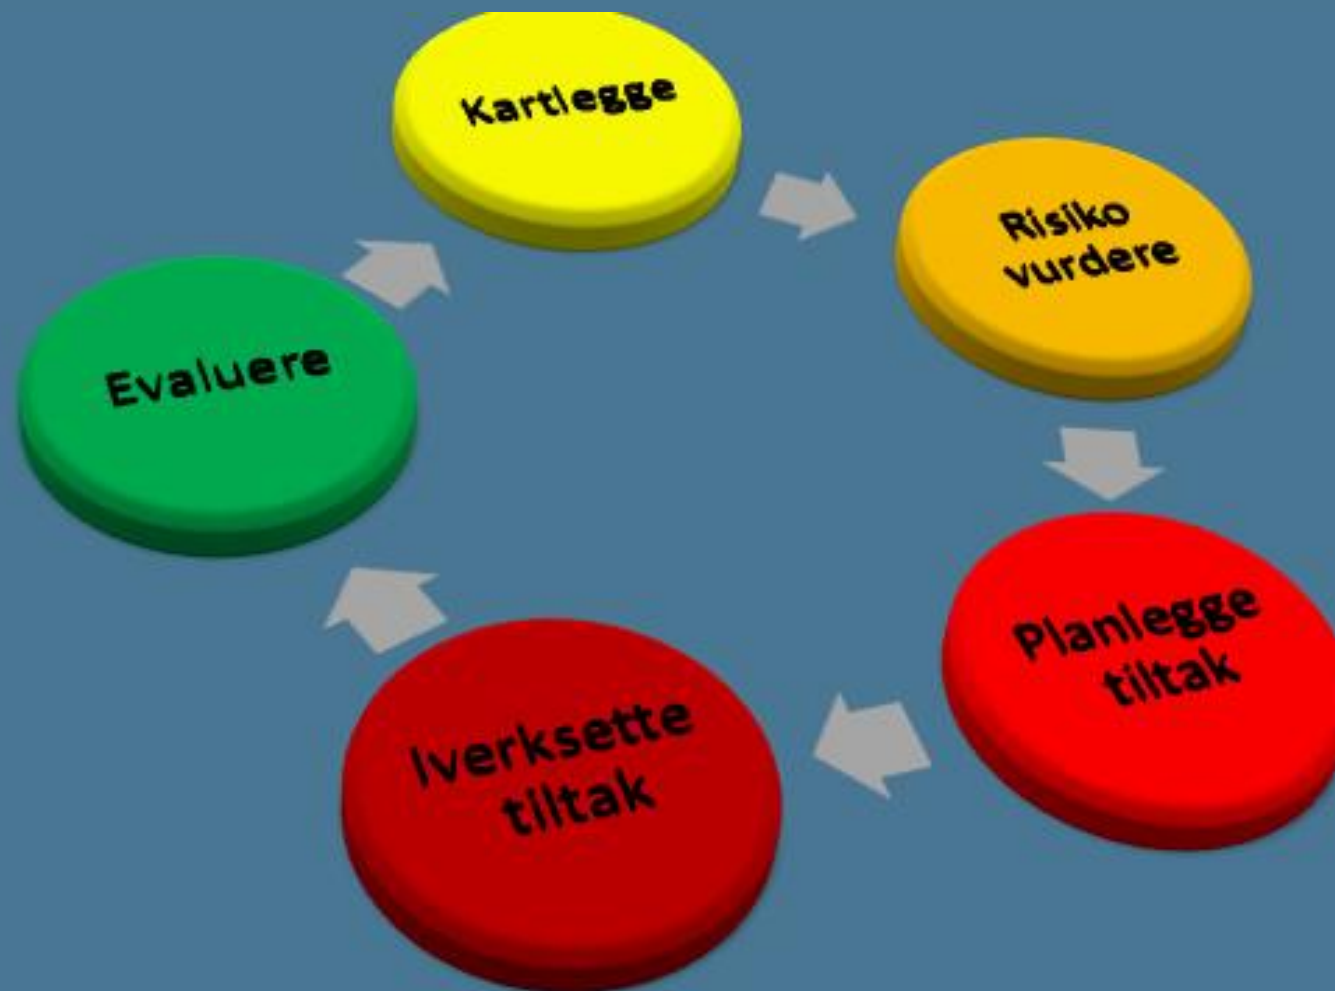 Kartlegge
Risiko
vurdere
Planlegge
tiltak
Iverksette
tiltak
Evaluere